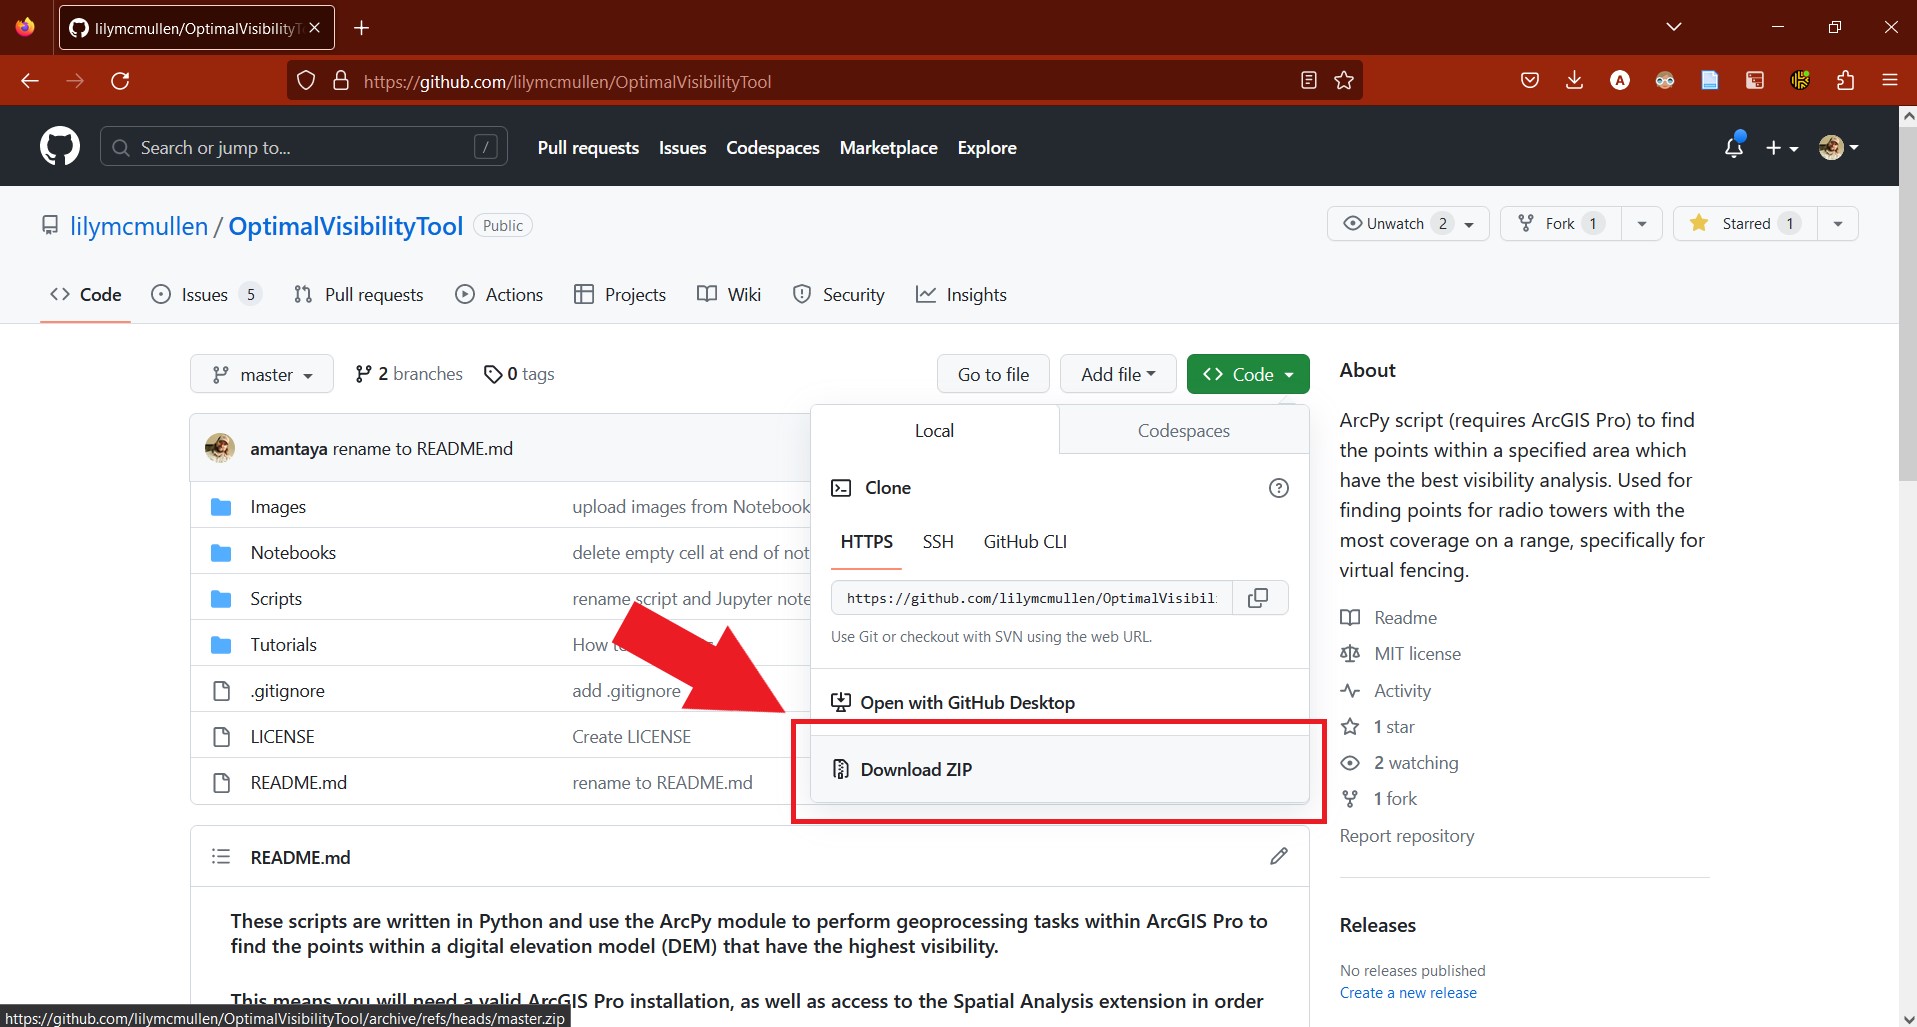 lilymcmullen/OptimalVisibilityT
https://github.com/lilymcmullen/OptimalVisibilityTool
A
Search or jump to...
/
Pull requests
Issues
Codespaces
Marketplace
Explore
lilymcmullen / OptimalVisibilityTool
Public
Unwatch 2
Fork 1
Starred 1
Code
Issues 5
Pull requests
Actions
Projects
Wiki
Security
Insights
master
2 branches
0 tags
Go to file
Add file
Code
amantaya rename to README.md
Images
upload images from Notebook
Notebooks
delete empty cell at end of not
Scripts
rename script and Jupyter note
Tutorials
How
.gitignore
add .gitignore
LICENSE
Create LICENSE
README.md
rename to README.md
Local
Codespaces
Clone
?
HTTPS
SSH
GitHub CLI
https://github.com/lilymcmullen/OptimalVisibil
Use Git or checkout with SVN using the web URL.
Open with GitHub Desktop
Download ZIP
About
ArcPy script (requires ArcGIS Pro) to find
the points within a specified area which
have the best visibility analysis. Used for
finding points for radio towers with the
most coverage on a range, specifically for
virtual fencing.
Readme
MIT license
Activity
1 star
2 watching
1 fork
Report repository
Releases
No releases published
Create a new release
README.md
These scripts are written in Python and use the ArcPy module to perform geoprocessing tasks within ArcGIS Pro to
find the points within a digital elevation model (DEM) that have the highest visibility.
This means you will need a valid ArcGIS Pro installation, as well as access to the Spatial Analysis extension in order
https://github.com/lilymcmullen/OptimalVisibilityTool/archive/refs/heads/master.zip